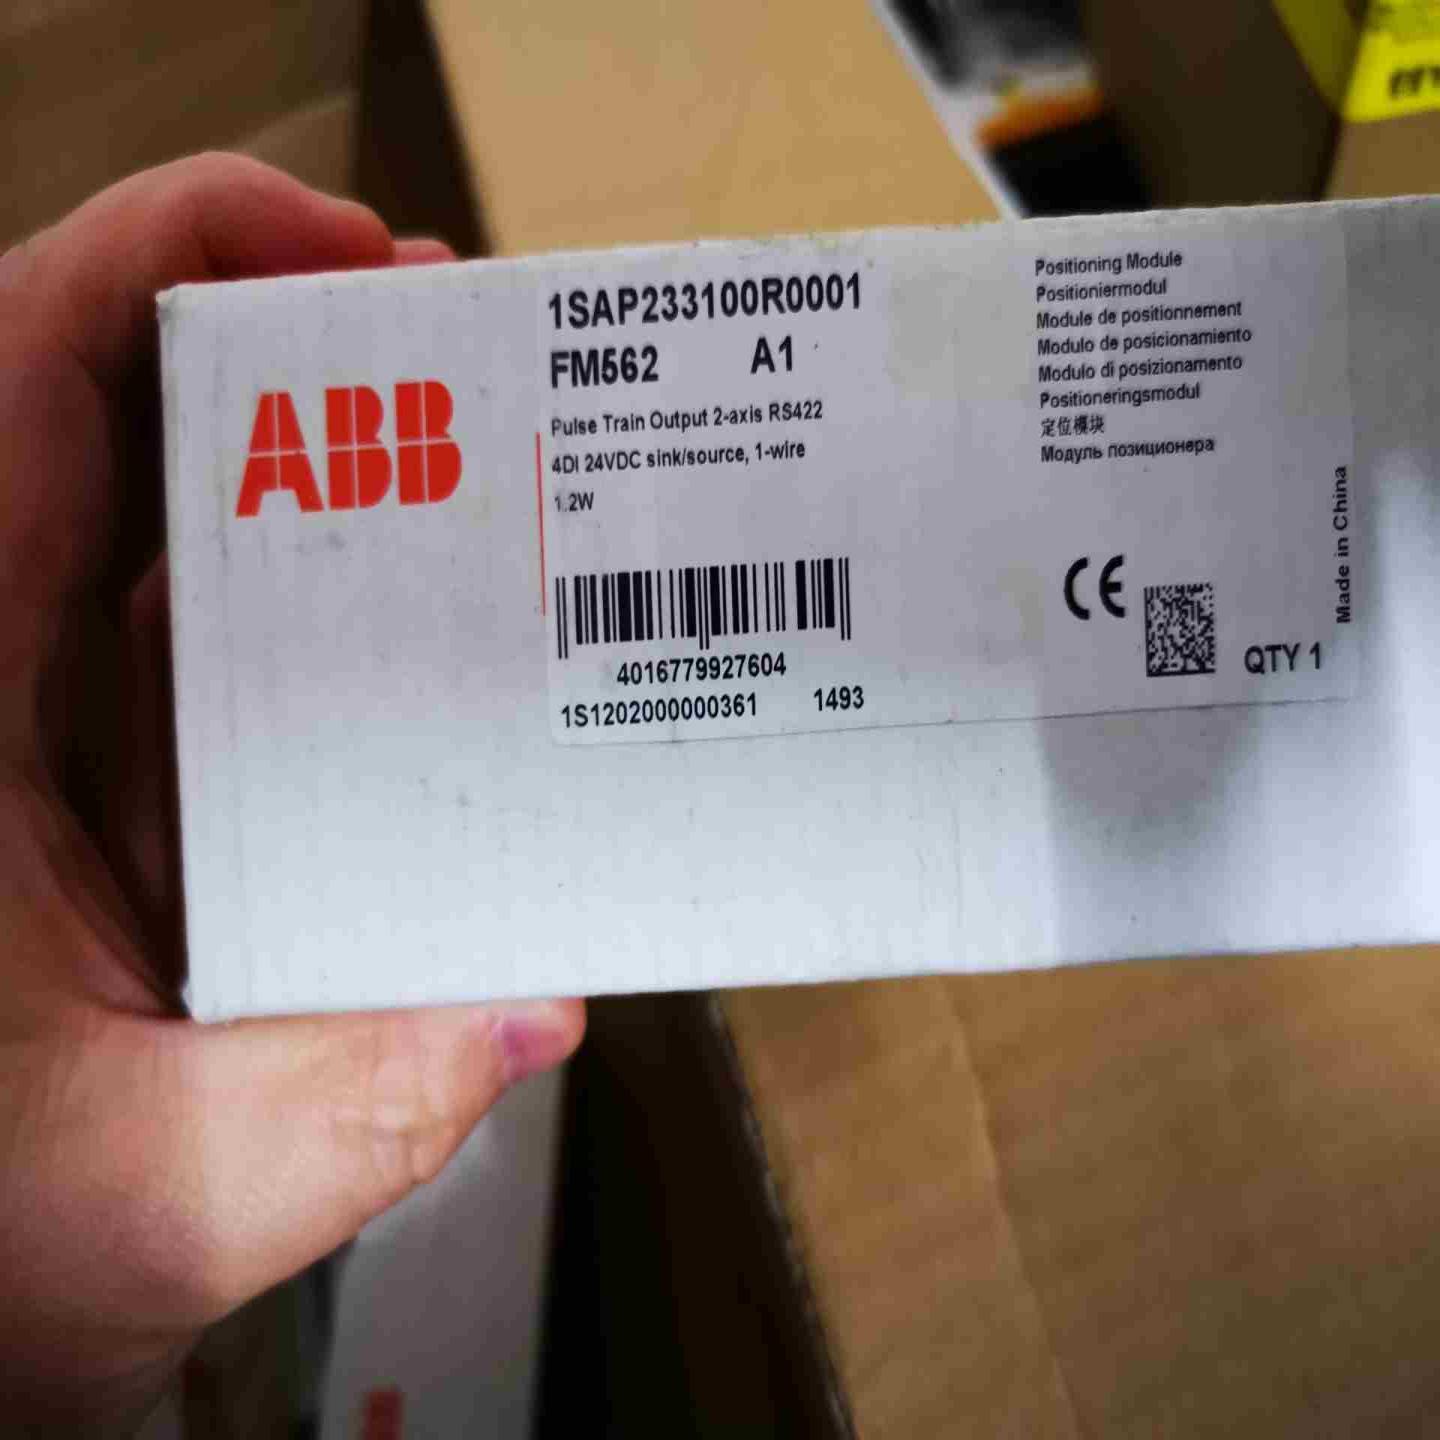 ABB
1SAP233100R0001
FM562 A1
Pulse Train Output 2-axis RS422
4DI 24VDC sink/source, 1-wire
1.2W
4016779927604
1S1202000000361 1493
Positioning Module
Positioniermodul
Module de positionnement
Modulo de posicionamiento
Modulo di posizionamento
Positioneringsmodul
定位模块
Модуль позиционера
CE
QTY 1
Made in China